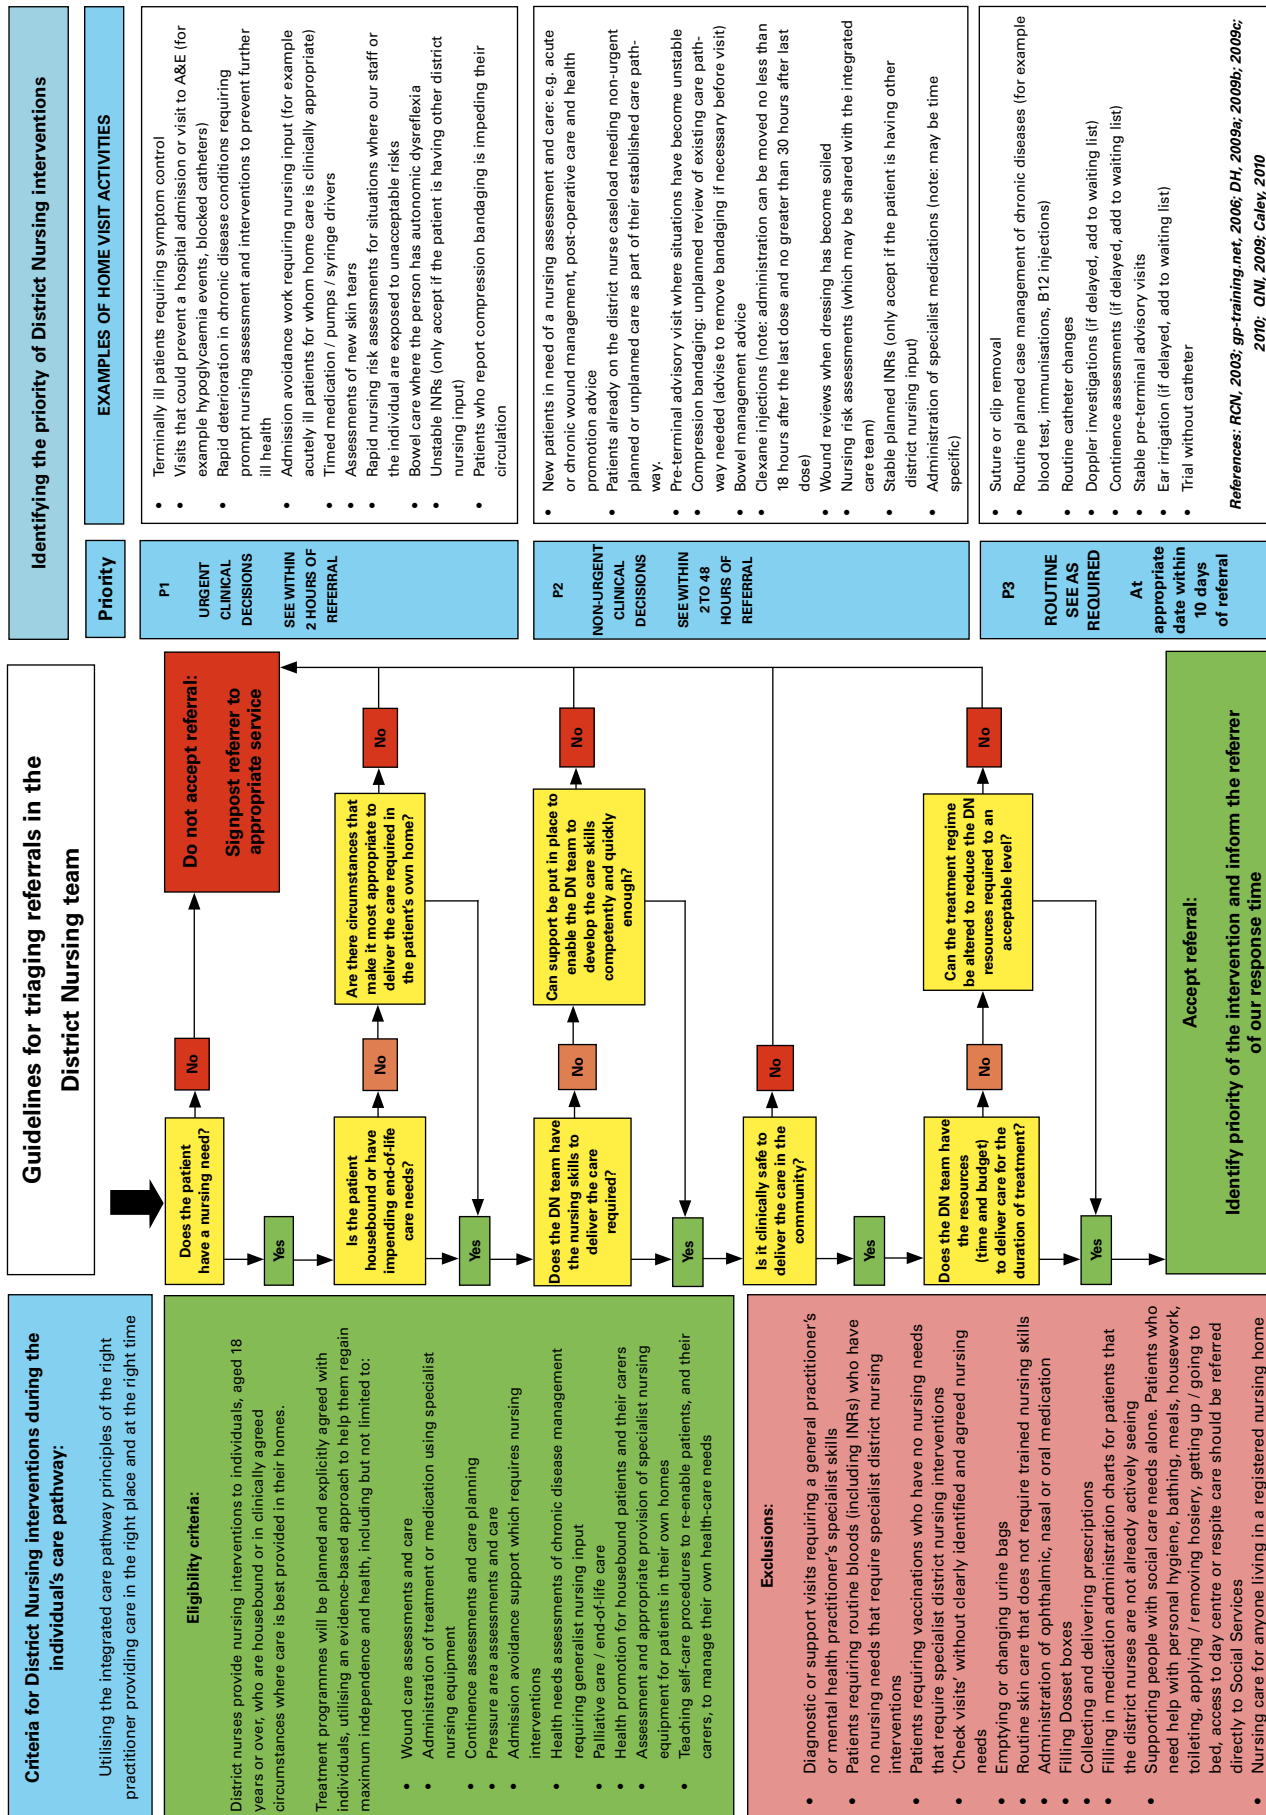 Criteria for District Nursing interventions during the
individual's care pathway:
Utilising the integrated care pathway principles of the right
practitioner providing care in the right place and at the right time
Eligibility criteria:
District nurses provide nursing interventions to individuals, aged 18
years or over, who are housebound or in clinically agreed
circumstances where care is best provided in their homes.
Treatment programmes will be planned and explicitly agreed with
individuals, utilising an evidence-based approach to help them regain
maximum independence and health, including but not limited to:
• Wound care assessments and care
• Administration of treatment or medication using specialist
nursing equipment
• Continence assessments and care planning
• Pressure area assessments and care
• Admission avoidance support which requires nursing
interventions
• Health needs assessments of chronic disease management
requiring generalist nursing input
• Palliative care / end-of-life care
• Health promotion for housebound patients and their carers
• Assessment and appropriate provision of specialist nursing
equipment for patients in their own homes
• Teaching self-care procedures to re-enable patients, and their
carers, to manage their own health-care needs
Exclusions:
• Diagnostic or support visits requiring a general practitioner's
or mental health practitioner's specialist skills
• Patients requiring routine bloods (including INRs) who have
no nursing needs that require specialist district nursing
interventions
• Patients requiring vaccinations who have no nursing needs
that require specialist district nursing interventions
• 'Check visits' without clearly identified and agreed nursing
needs
• Emptying or changing urine bags
• Routine skin care that does not require trained nursing skills
• Administration of ophthalmic, nasal or oral medication
• Filling Dosset boxes
• Collecting and delivering prescriptions
• Filling in medication administration charts for patients that
the district nurses are not already actively seeing
• Supporting people with social care needs alone. Patients who
need help with personal hygiene, bathing, meals, housework,
toileting, applying / removing hosiery, getting up / going to
bed, access to day centre or respite care should be referred
directly to Social Services
• Nursing care for anyone living in a registered nursing home
Guidelines for triaging referrals in the
District Nursing team
Does the patient
have a nursing need?
No
Do not accept referral:
Signpost referrer to
appropriate service
Yes
Is the patient
housebound or have
impending end-of-life
care needs?
No
Are there circumstances that
make it most appropriate to
deliver the care required in
the patient's own home?
No
Yes
Does the DN team have
the nursing skills to
deliver the care
required?
No
Can support be put in place to
enable the DN team to
develop the care skills
competently and quickly
enough?
No
Yes
Is it clinically safe to
deliver the care in the
community?
No
Yes
Does the DN team have
the resources
(time and budget)
to deliver care for the
duration of treatment?
No
Can the treatment regime
be altered to reduce the DN
resources required to an
acceptable level?
No
Yes
Accept referral:
Identify priority of the intervention and inform the referrer
of our response time
Identifying the priority of District Nursing interventions
Priority
EXAMPLES OF HOME VISIT ACTIVITIES
P1
URGENT
CLINICAL
DECISIONS
SEE WITHIN
2 HOURS OF
REFERRAL
• Terminally ill patients requiring symptom control
• Visits that could prevent a hospital admission or visit to A&E (for
example hypoglycaemia events, blocked catheters)
• Rapid deterioration in chronic disease conditions requiring
prompt nursing assessment and interventions to prevent further
ill health
• Admission avoidance work requiring nursing input (for example
acutely ill patients for whom home care is clinically appropriate)
• Timed medication / pumps / syringe drivers
• Assessments of new skin tears
• Rapid nursing risk assessments for situations where our staff or
the individual are exposed to unacceptable risks
• Bowel care where the person has autonomic dysreflexia
• Unstable INRs (only accept if the patient is having other district
nursing input)
• Patients who report compression bandaging is impeding their
circulation
P2
NON-URGENT
CLINICAL
DECISIONS
SEE WITHIN
2 TO 48
HOURS OF
REFERRAL
• New patients in need of a nursing assessment and care: e.g. acute
or chronic wound management, post-operative care and health
promotion advice
• Patients already on the district nurse caseload needing non-urgent
planned or unplanned care as part of their established care path-
way.
• Pre-terminal advisory visit where situations have become unstable
• Compression bandaging: unplanned review of existing care path-
way needed (advise to remove bandaging if necessary before visit)
• Bowel management advice
• Clexane injections (note: administration can be moved no less than
18 hours after the last dose and no greater than 30 hours after last
dose)
• Wound reviews when dressing has become soiled
• Nursing risk assessments (which may be shared with the integrated
care team)
• Stable planned INRs (only accept if the patient is having other
district nursing input)
• Administration of specialist medications (note: may be time
specific)
P3
ROUTINE
SEE AS
REQUIRED
At
appropriate
date within
10 days
of referral
• Suture or clip removal
• Routine planned case management of chronic diseases (for example
blood test, immunisations, B12 injections)
• Routine catheter changes
• Doppler investigations (if delayed, add to waiting list)
• Continence assessments (if delayed, add to waiting list)
• Stable pre-terminal advisory visits
• Ear irrigation (if delayed, add to waiting list)
• Trial without catheter
References: RCN, 2003; gp-training.net, 2006; DH, 2009a; 2009b; 2009c;
2010; QNI, 2009; Caley, 2010